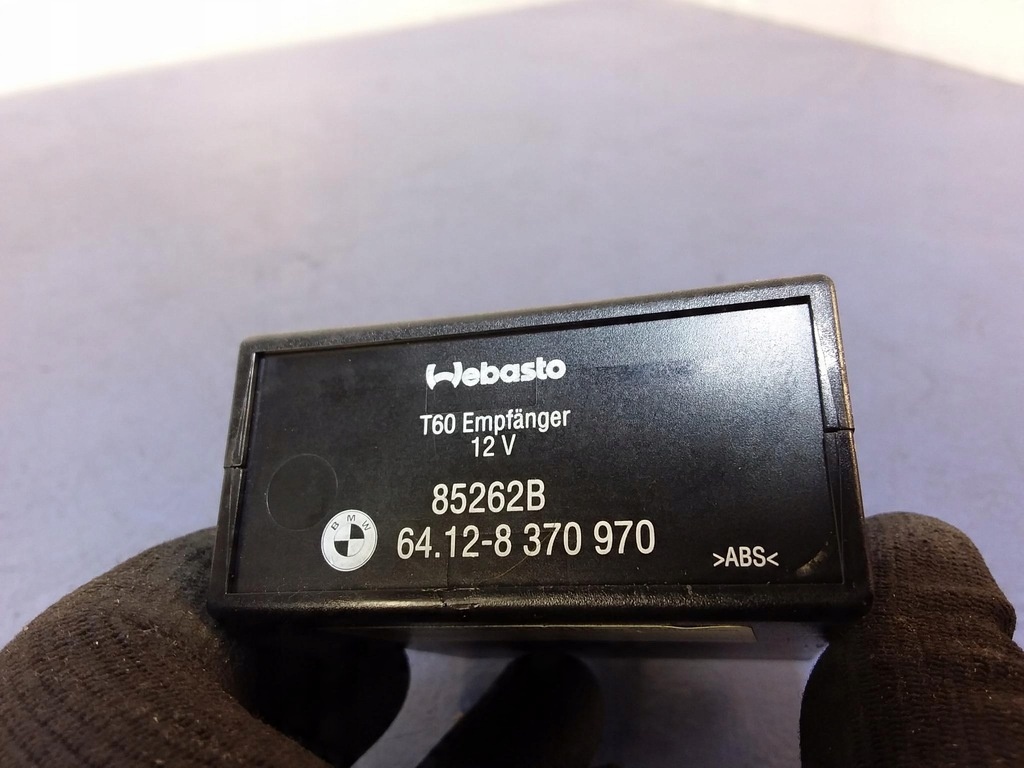 Webasto
T60 Empfänger
12 V
85262B
BMW
64.12-8 370 970
>ABS<